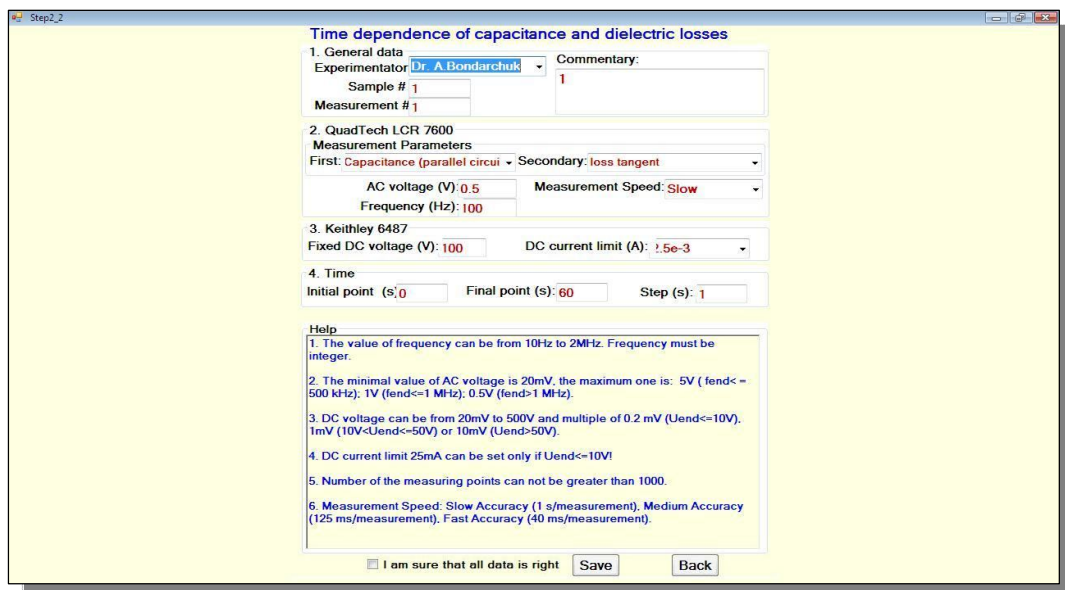 Step2_2
Time dependence of capacitance and dielectric losses
1. General data
Experimentator Dr. A.Bondarchuk
Commentary:
1
Sample # 1
Measurement # 1
2. QuadTech LCR 7600
Measurement Parameters
First: Capacitance (parallel circui Secondary: loss tangent
AC voltage (V): 0.5 Measurement Speed: Slow
Frequency (Hz): 100
3. Keithley 6487
Fixed DC voltage (V): 100 DC current limit (A): 2.5e-3
4. Time
Initial point (s) 0 Final point (s): 60 Step (s): 1
Help
1. The value of frequency can be from 10Hz to 2MHz. Frequency must be
integer.
2. The minimal value of AC voltage is 20mV, the maximum one is: 5V ( fend< =
500 kHz); 1V (fend<=1 MHz); 0.5V (fend>1 MHz).
3. DC voltage can be from 20mV to 500V and multiple of 0.2 mV (Uend<=10V),
1mV (10V<Uend<=50V) or 10mV (Uend>50V).
4. DC current limit 25mA can be set only if Uend<=10V!
5. Number of the measuring points can not be greater than 1000.
6. Measurement Speed: Slow Accuracy (1 s/measurement), Medium Accuracy
(125 ms/measurement), Fast Accuracy (40 ms/measurement).
I am sure that all data is right Save Back